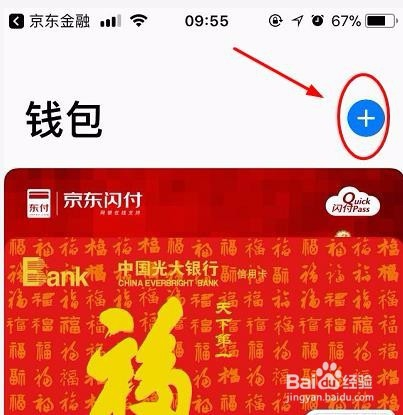 京东金融 09:55 67%
钱包
东付 京东闪付
网银在线支持
Quick
闪付Pass
Bank 中国光大银行 信用卡
CHINA EVERBRIGHT BANK
天下第一
福
Baidu 经验
jingyan.baidu.com